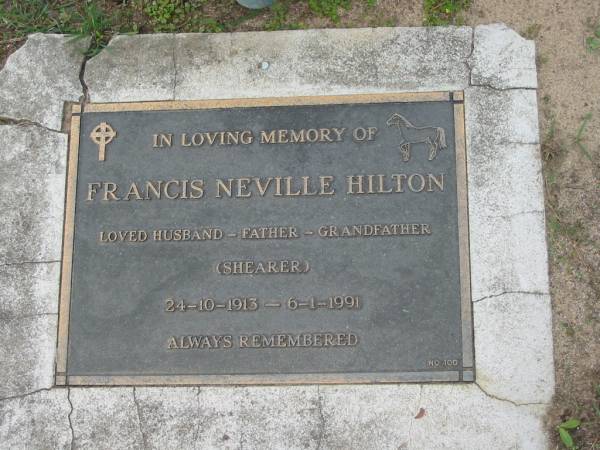 IN LOVING MEMORY OF
FRANCIS NEVILLE HILTON
LOVED HUSBAND - FATHER - GRANDFATHER
(SHEARER)
24-10-1913 - 6-1-1991
ALWAYS REMEMBERED
NO 100